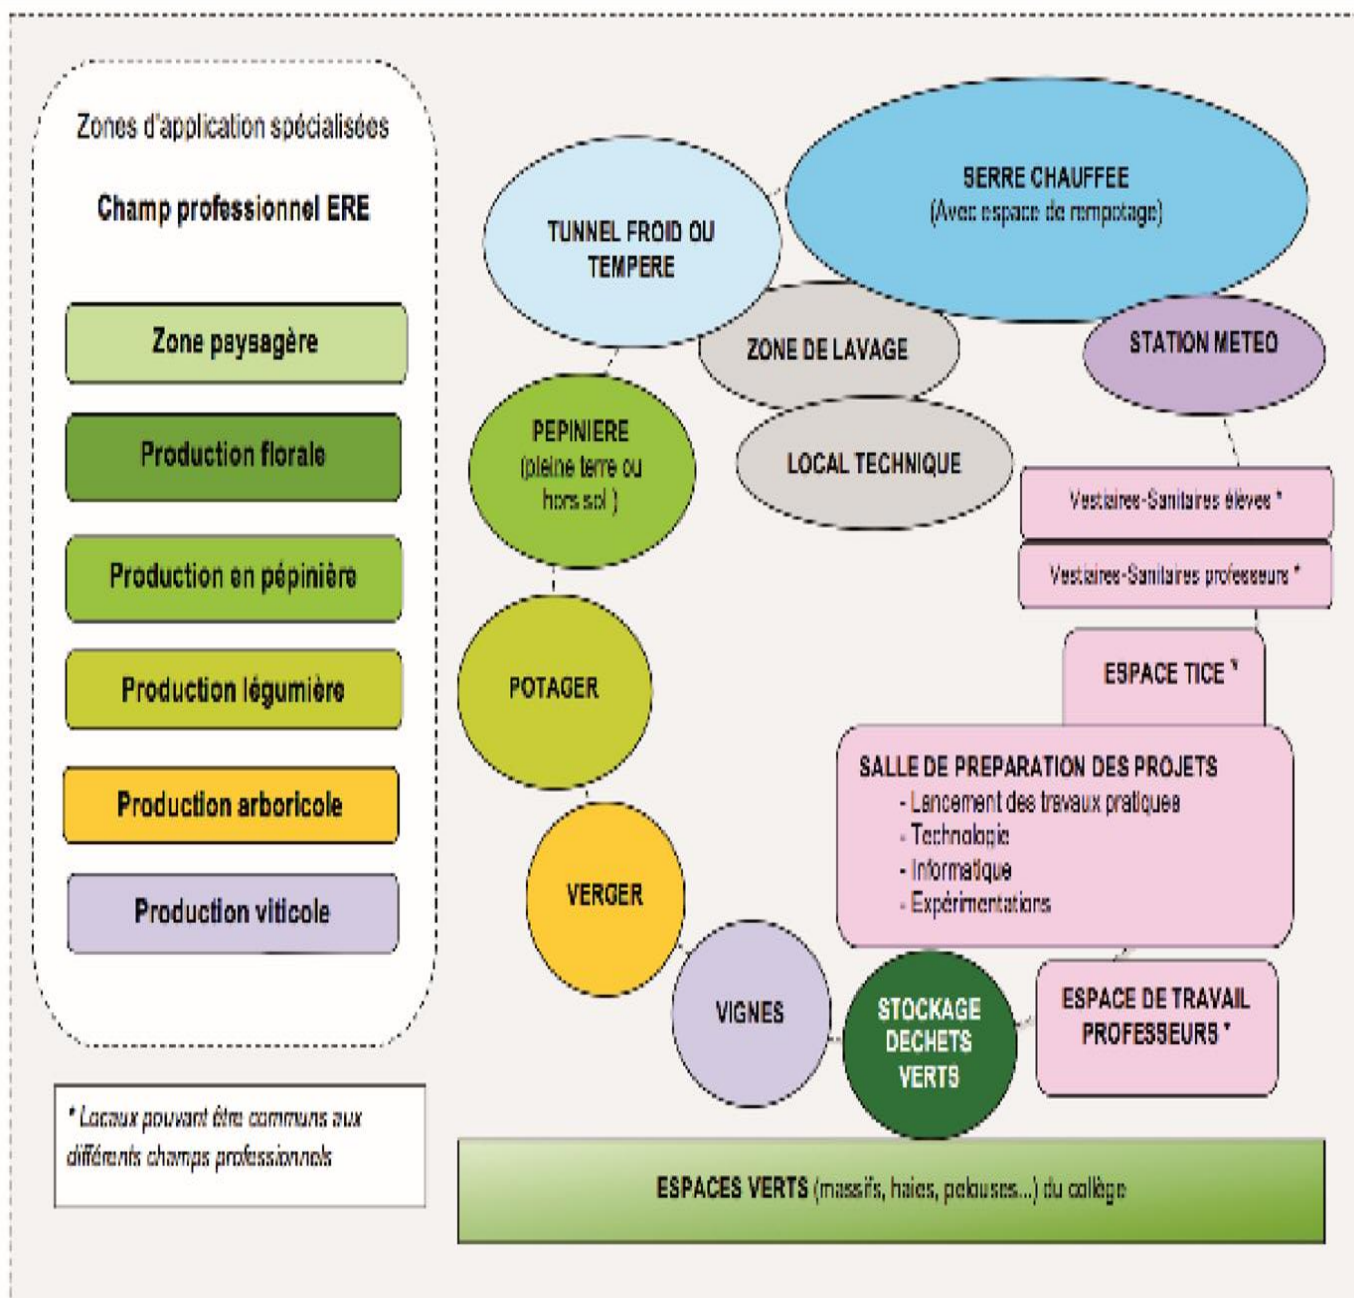 Zones d'application spécialisées
Champ professionnel ERE
Zone paysagère
Production florale
Production en pépinière
Production légumière
Production arboricole
Production viticole
* Locaux pouvant être communs aux
différents champs professionnels
SERRE CHAUFFEE
(Avec espace de rempotage)
TUNNEL FROID OU
TEMPERE
ZONE DE LAVAGE
STATION METEO
PEPINIERE
(pleine terre ou
hors sol )
LOCAL TECHNIQUE
Vestiaires-Sanitaires élèves *
Vestiaires-Sanitaires professeurs *
ESPACE TICE *
POTAGER
SALLE DE PREPARATION DES PROJETS
- Lancement des travaux pratiques
- Technologie
- Informatique
- Expérimentations
VERGER
VIGNES
STOCKAGE
DECHETS
VERTS
ESPACE DE TRAVAIL
PROFESSEURS *
ESPACES VERTS (massifs, haies, pelouses...) du collège